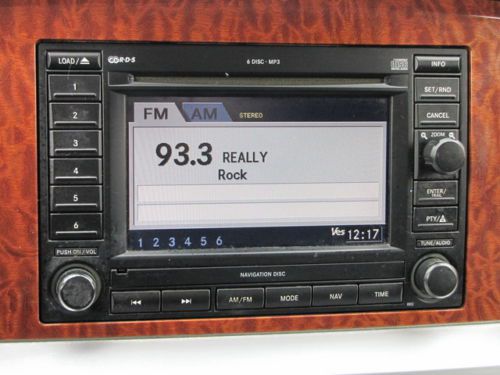 LOAD/
R·D·S
6 DISC · MP3
INFO
1
2
3
4
5
6
FM AM STEREO
93.3 REALLY
Rock
1 2 3 4 5 6
Yes 12:17
SET/RND
CANCEL
ZOOM
ENTER/
TRAIL
PTY/
PUSH ON/VOL
TUNE/AUDIO
NAVIGATION DISC
AM/FM
MODE
NAV
TIME